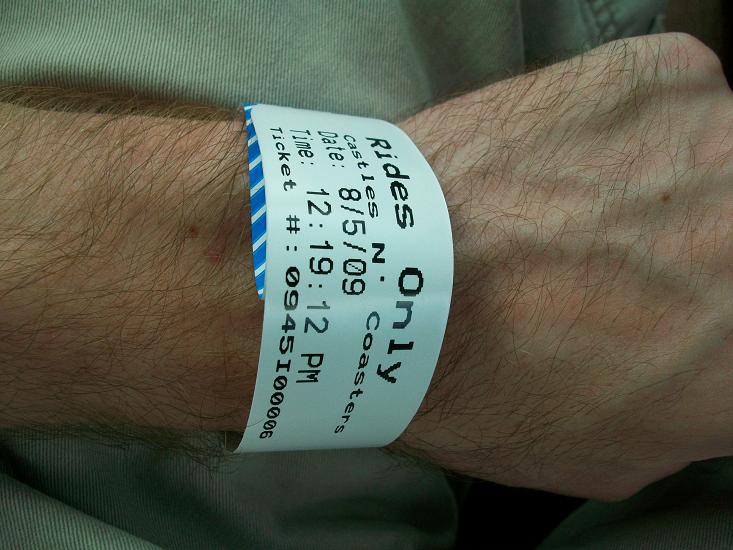 Rides Only
Castles N' Coasters
Date: 8/5/09
Time: 12:19:12 PM
Ticket #: 0945I00006